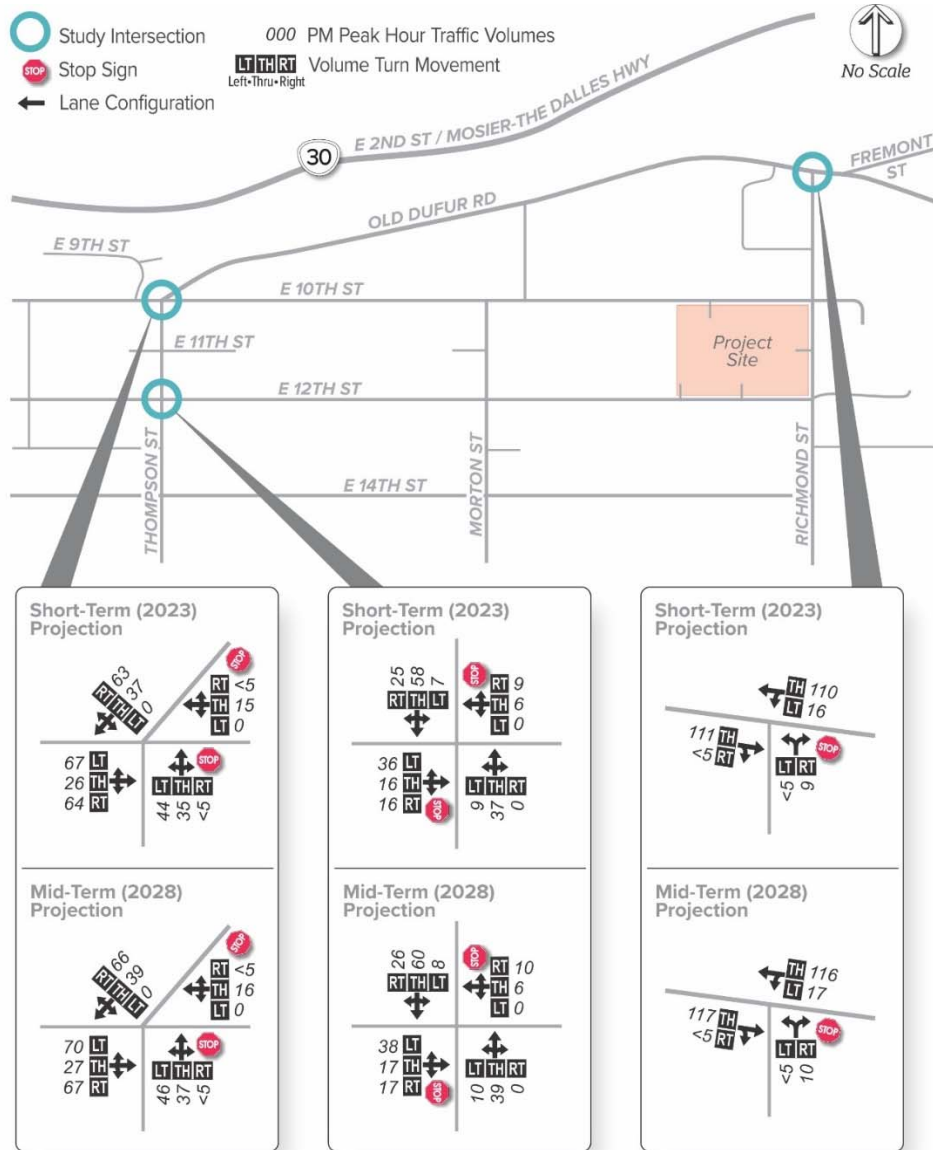 Study Intersection
000 PM Peak Hour Traffic Volumes
STOP Stop Sign
LT TH RT Volume Turn Movement
Left•Thru•Right
Lane Configuration
No Scale
E 2ND ST / MOSIER-THE DALLES HWY
30
FREMONT ST
OLD DUFUR RD
E 9TH ST
E 10TH ST
E 11TH ST
Project
Site
E 12TH ST
THOMPSON ST
MORTON ST
RICHMOND ST
E 14TH ST
Short-Term (2023)
Projection
63 37 0
RT TH LT
STOP
RT <5
TH 15
LT 0
67 LT
26 TH
64 RT
STOP
LT TH RT
44 35 <5
Mid-Term (2028)
Projection
66 39 0
RT TH LT
STOP
RT <5
TH 16
LT 0
70 LT
27 TH
67 RT
STOP
LT TH RT
46 37 <5
Short-Term (2023)
Projection
25 58 7
RT TH LT
STOP
RT 9
TH 6
LT 0
36 LT
16 TH
16 RT
STOP
LT TH RT
9 37 0
Mid-Term (2028)
Projection
26 60 8
RT TH LT
STOP
RT 10
TH 6
LT 0
38 LT
17 TH
17 RT
STOP
LT TH RT
10 39 0
Short-Term (2023)
Projection
TH 110
LT 16
111 TH
<5 RT
STOP
LT RT
<5 9
Mid-Term (2028)
Projection
TH 116
LT 17
117 TH
<5 RT
STOP
LT RT
<5 10